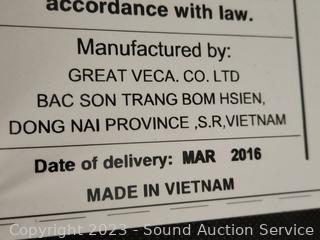 accordance with law.
Manufactured by:
GREAT VECA. CO. LTD
BAC SON TRANG BOM HSIEN,
DONG NAI PROVINCE ,S.R,VIETNAM
Date of delivery: MAR 2016
MADE IN VIETNAM
Copyright 2023 - Sound Auction Service